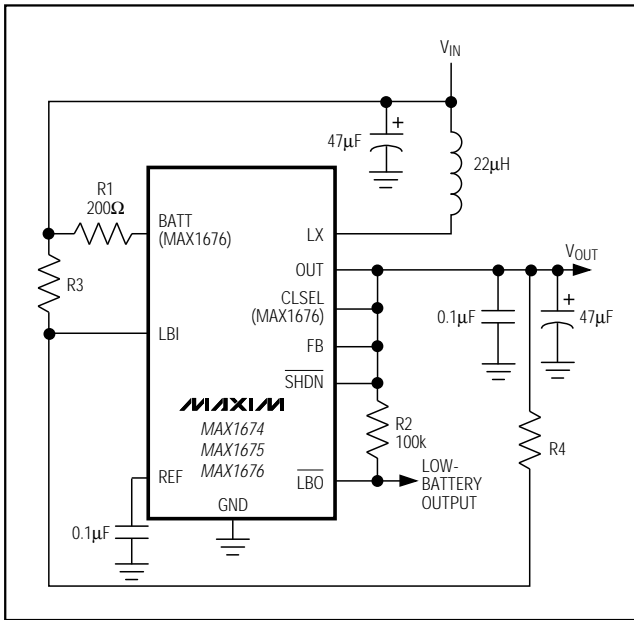 V_IN
47µF
+
22µH
R1
200Ω
BATT
(MAX1676)
LX
R3
OUT
V_OUT
CLSEL
(MAX1676)
0.1µF
+
47µF
LBI
FB
SHDN
MAXIM
MAX1674
MAX1675
MAX1676
R2
100k
R4
REF
LBO
LOW-
BATTERY
OUTPUT
GND
0.1µF